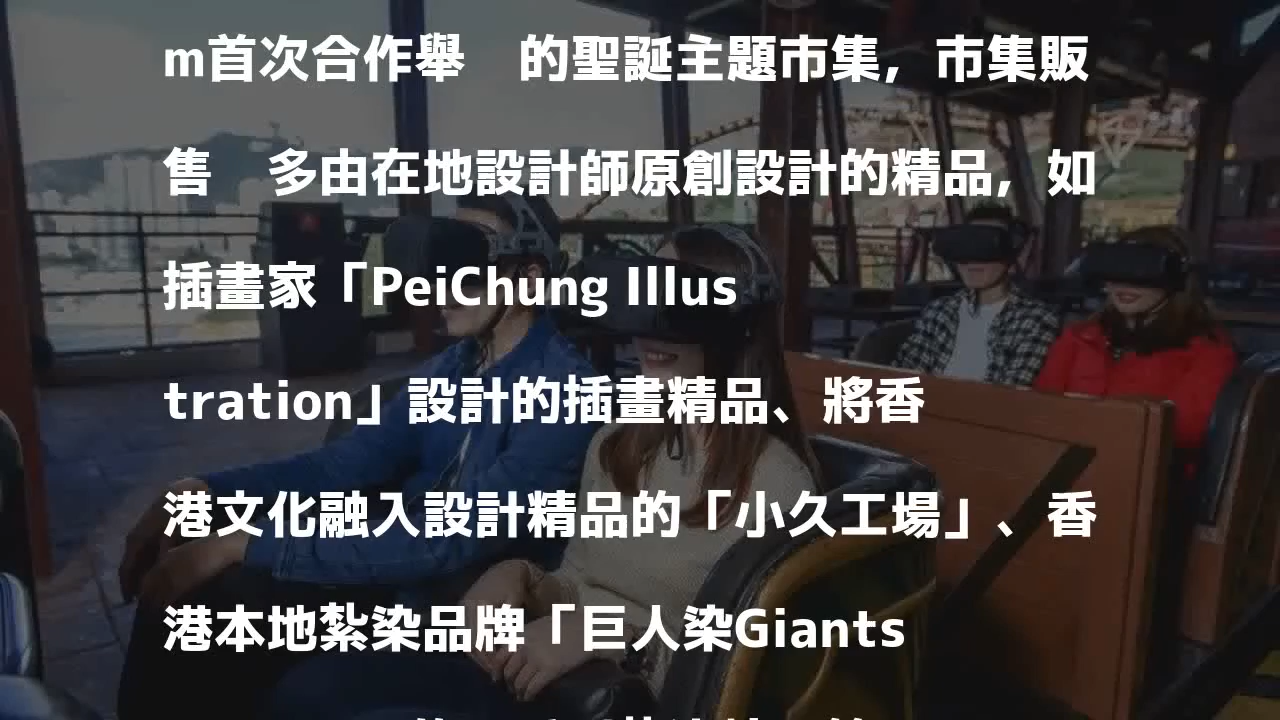 m首次合作舉　的聖誕主題市集，市集販
售　多由在地設計師原創設計的精品，如
插畫家「PeiChung Illus
tration」設計的插畫精品、將香
港文化融入設計精品的「小久工場」、香
港本地紮染品牌「巨人染Giants